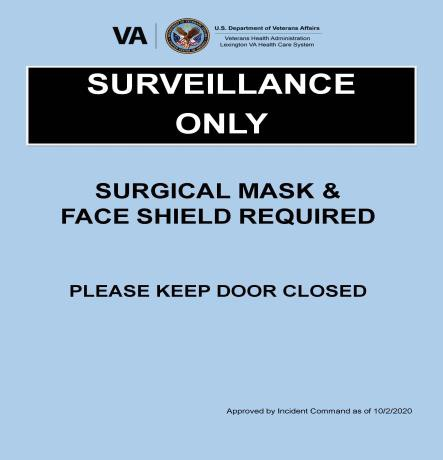 VA
U.S. Department of Veterans Affairs
Veterans Health Administration
Lexington VA Health Care System
SURVEILLANCE
ONLY
SURGICAL MASK &
FACE SHIELD REQUIRED
PLEASE KEEP DOOR CLOSED
Approved by Incident Command as of 10/2/2020